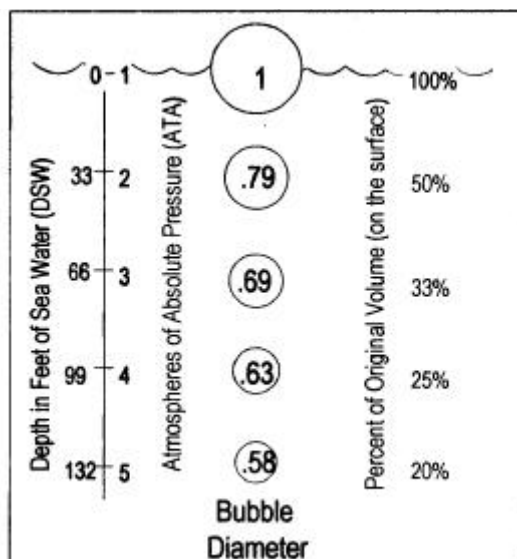 0 1 1 100%
33 2 .79 50%
66 3 .69 33%
99 4 .63 25%
132 5 .58 20%
Depth in Feet of Sea Water (DSW)
Atmospheres of Absolute Pressure (ATA)
Percent of Original Volume (on the surface)
Bubble
Diameter